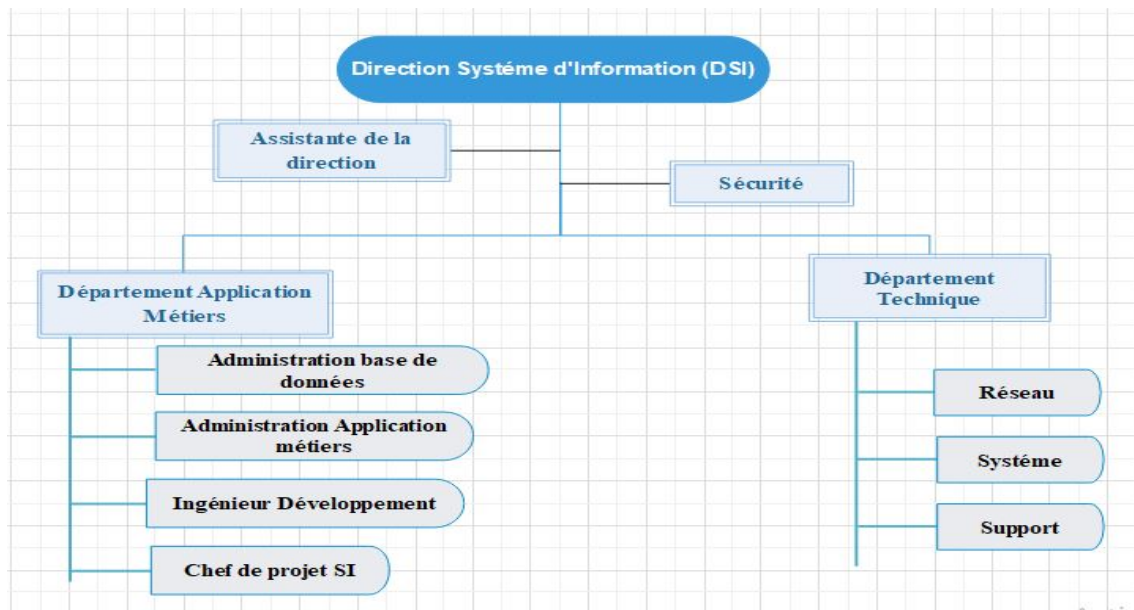 Direction Systéme d'Information (DSI)
Assistante de la
direction
Sécurité
Département Application
Métiers
Département
Technique
Administration base de
données
Administration Application
métiers
Ingénieur Développement
Chef de projet SI
Réseau
Systéme
Support